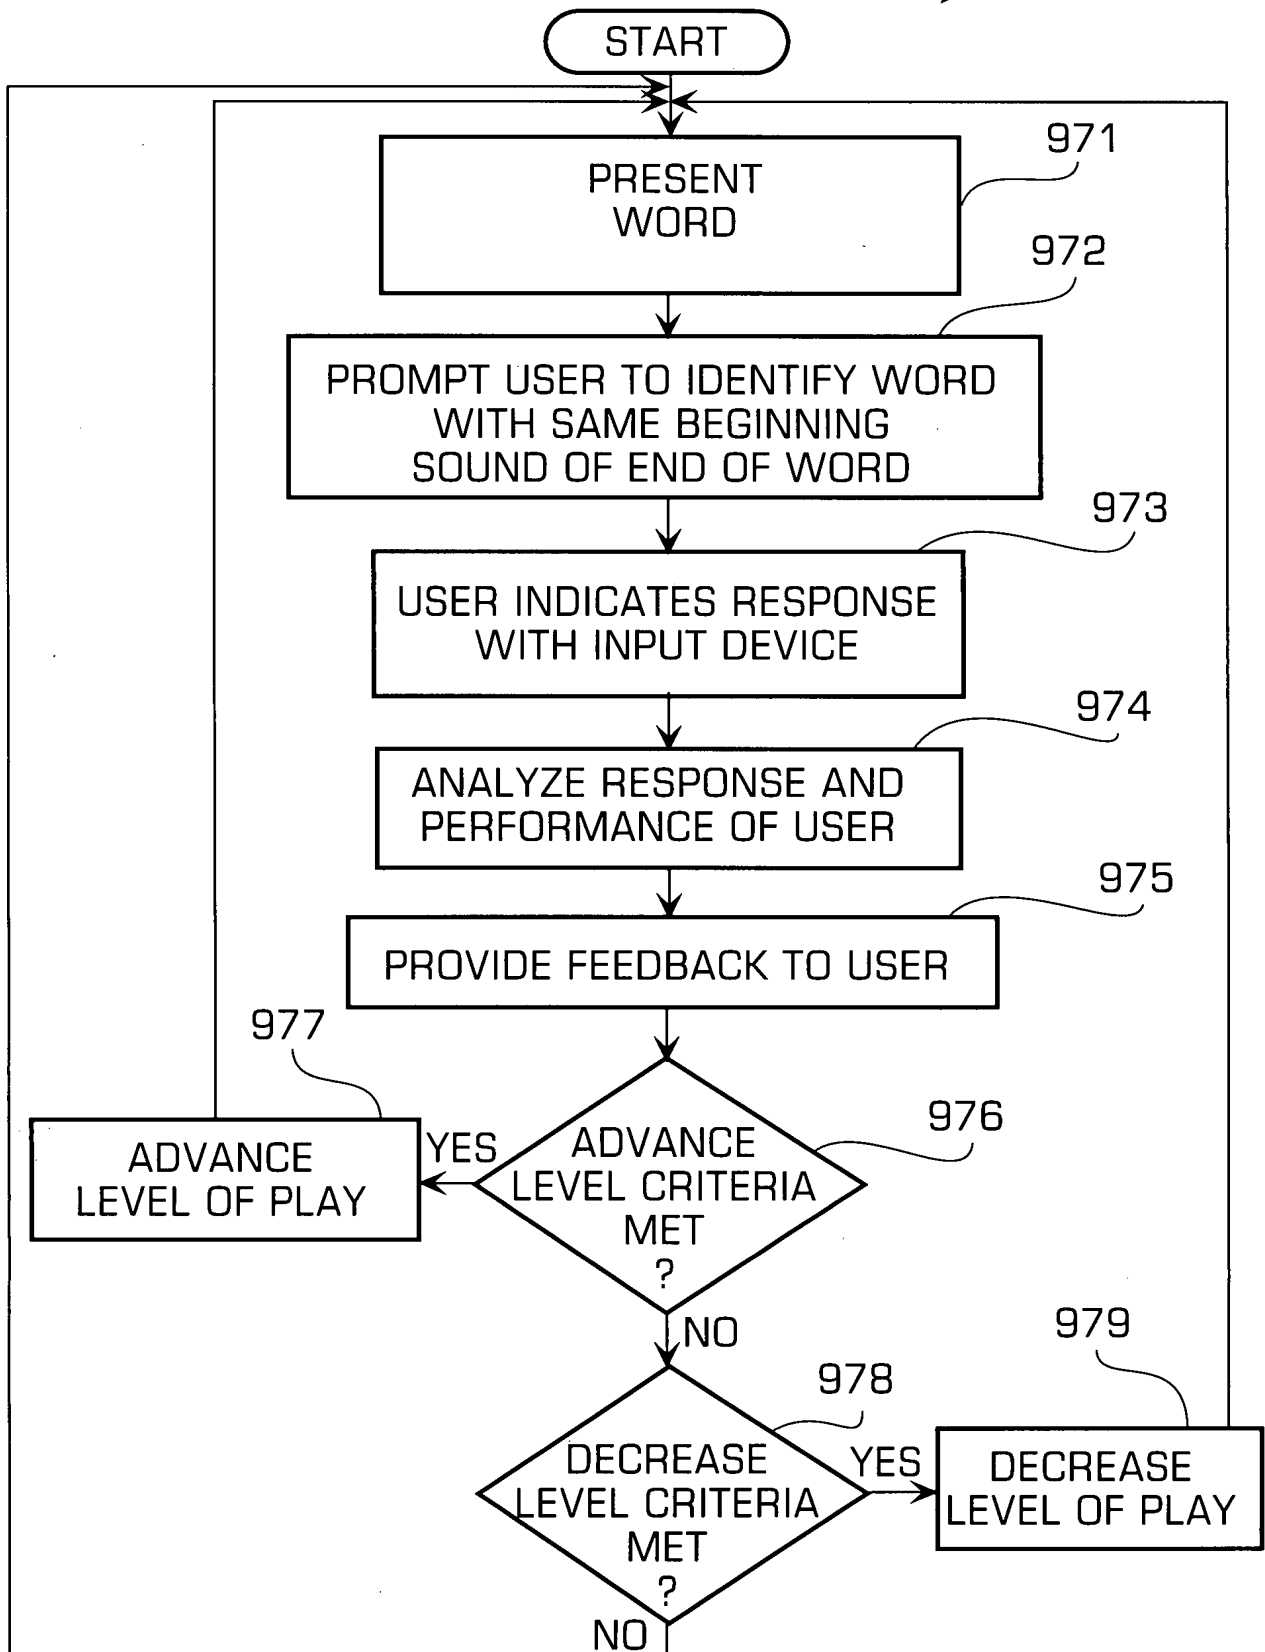 START
971
PRESENT
WORD
972
PROMPT USER TO IDENTIFY WORD
WITH SAME BEGINNING
SOUND OF END OF WORD
973
USER INDICATES RESPONSE
WITH INPUT DEVICE
974
ANALYZE RESPONSE AND
PERFORMANCE OF USER
975
PROVIDE FEEDBACK TO USER
977
976
ADVANCE
LEVEL OF PLAY
YES
ADVANCE
LEVEL CRITERIA
MET
?
NO
979
978
DECREASE
LEVEL CRITERIA
MET
?
YES
DECREASE
LEVEL OF PLAY
NO